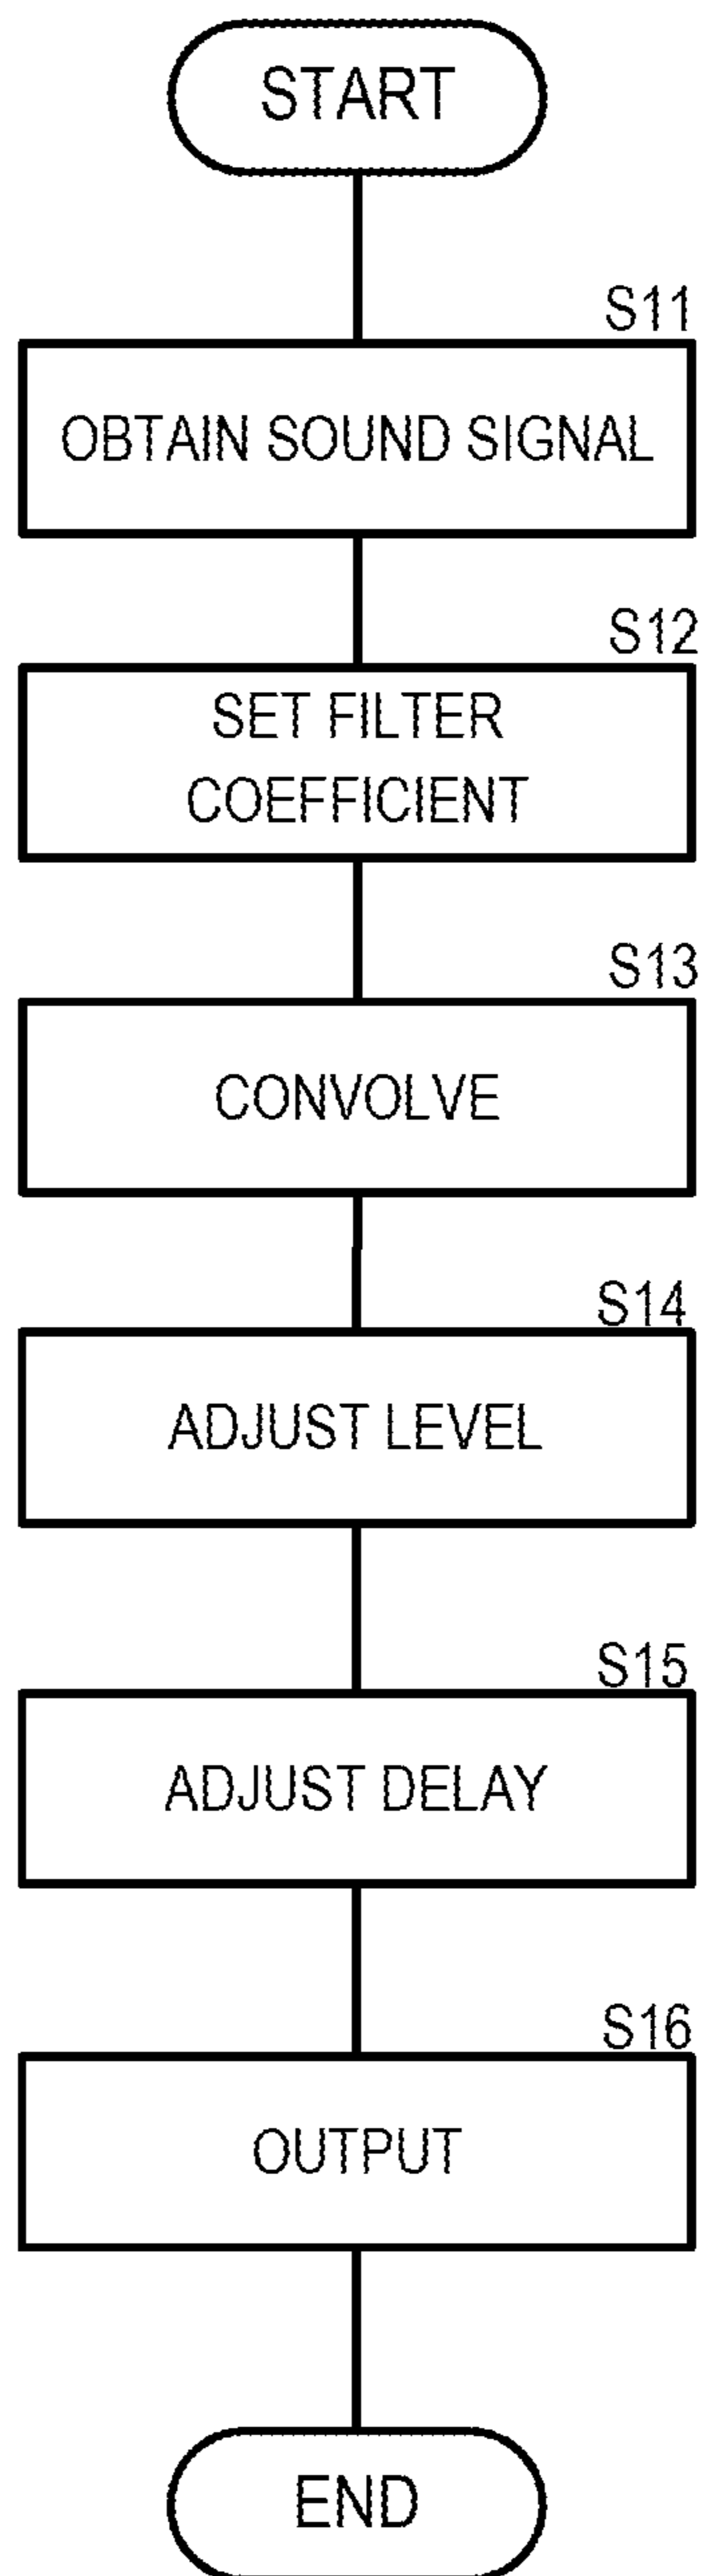 START
S11
OBTAIN SOUND SIGNAL
S12
SET FILTER
COEFFICIENT
S13
CONVOLVE
S14
ADJUST LEVEL
S15
ADJUST DELAY
S16
OUTPUT
END